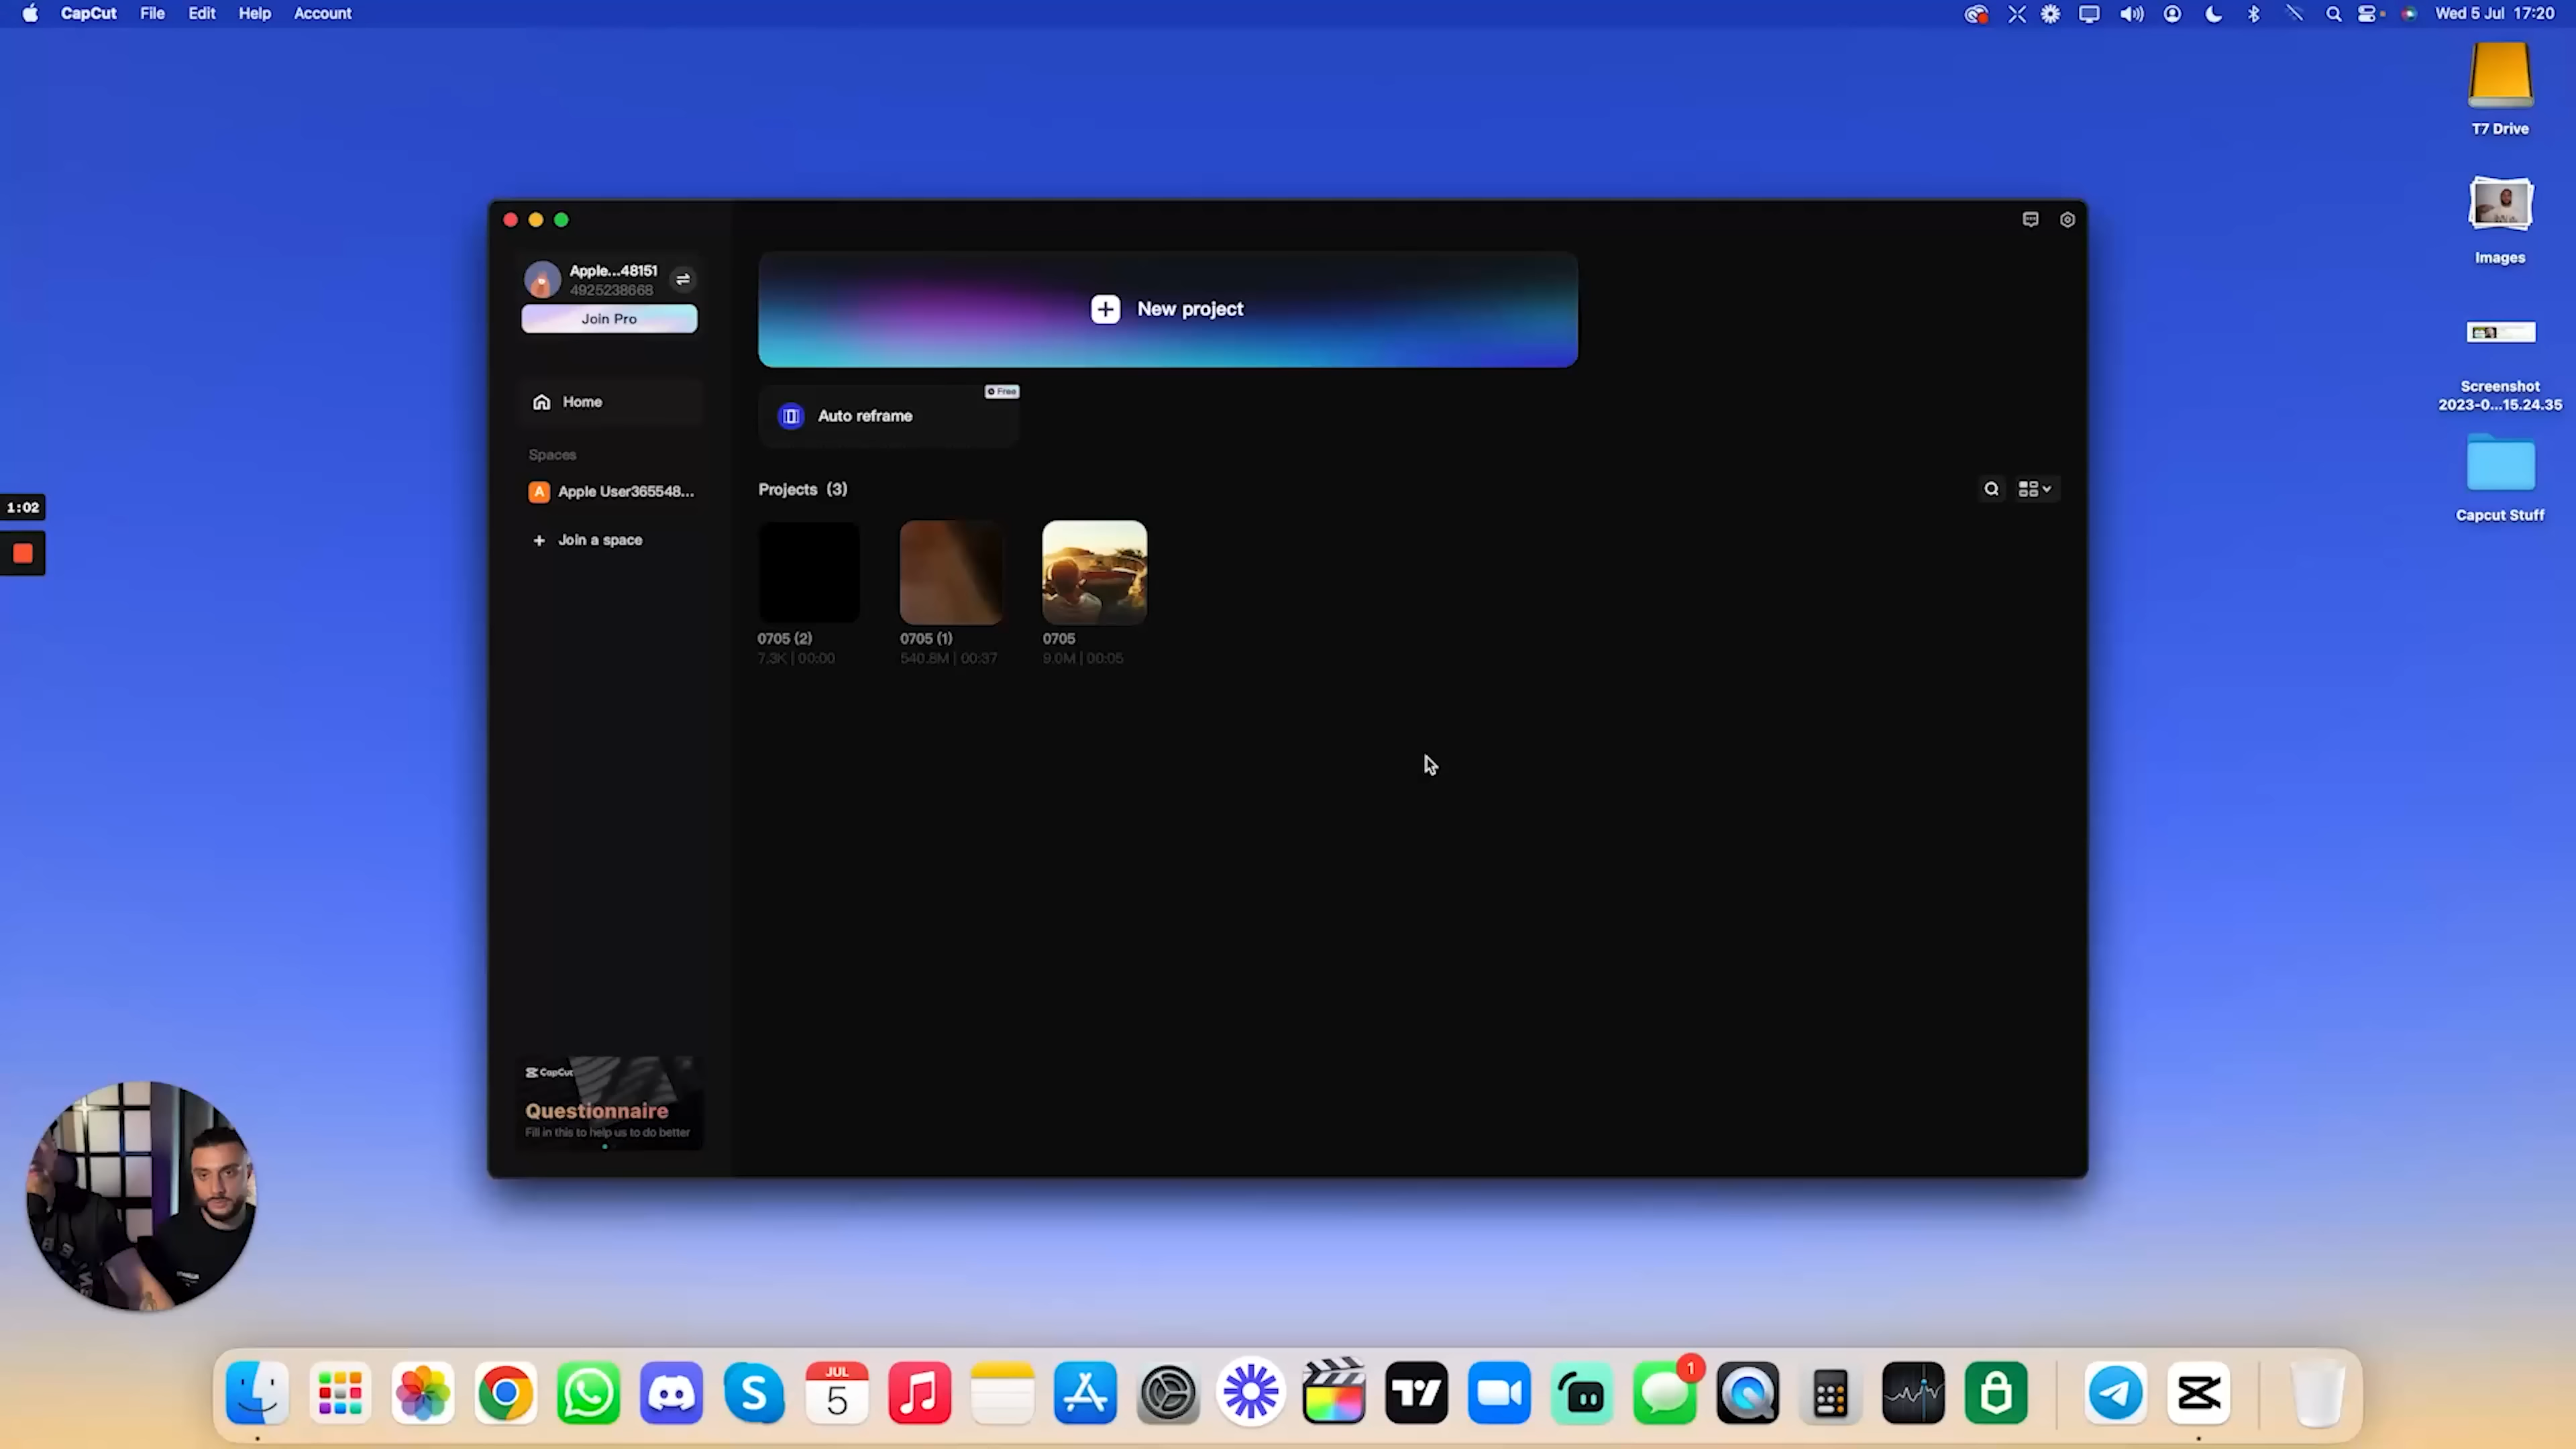 CapCut File Edit Help Account
Wed 5 Jul 17:20
T7 Drive
Images
Screenshot
2023-0...15.24.35
Capcut Stuff
1:02
Apple...48151
4925238668
Join Pro
Home
Spaces
A Apple User365548...
+ Join a space
New project
Free
Auto reframe
Projects (3)
0705 (2)
7.3K | 00:00
0705 (1)
540.8M | 00:37
0705
9.0M | 00:05
CapCut
Questionnaire
Fill in this to help us to do better
JUL
5
1